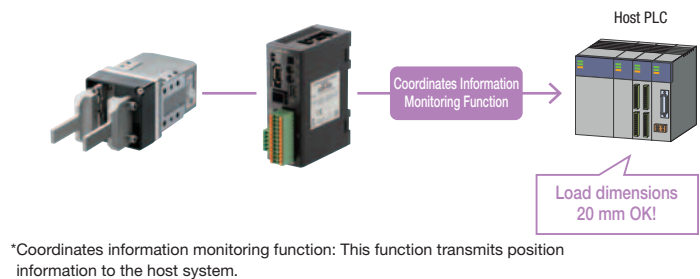 Host PLC
Coordinates Information
Monitoring Function
Load dimensions
20 mm OK!
*Coordinates information monitoring function: This function transmits position
information to the host system.